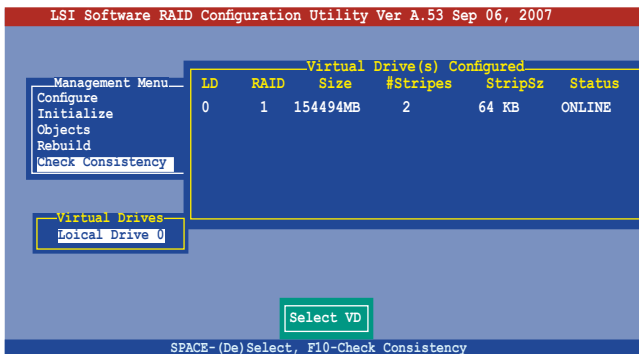 LSI Software RAID Configuration Utility Ver A.53 Sep 06, 2007
Virtual Drive(s) Configured
LD RAID Size #Stripes StripSz Status
0 1 154494MB 2 64 KB ONLINE
Management Menu
Configure
Initialize
Objects
Rebuild
Check Consistency
Virtual Drives
Loical Drive 0
Select VD
SPACE-(De)Select, F10-Check Consistency